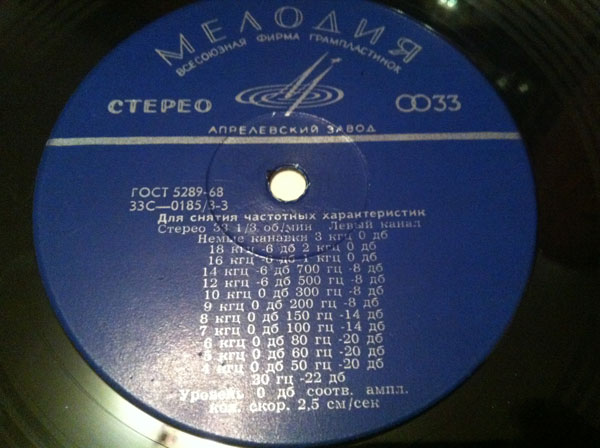 МЕЛОДИЯ
ВСЕСОЮЗНАЯ ФИРМА ГРАМПЛАСТИНОК
СТЕРЕО 33
АПРЕЛЕВСКИЙ ЗАВОД
ГОСТ 5289-68
33С—0185/3-3
Для снятия частотных характеристик
Стерео 33 1/3 об/мин Левый канал
Немые канавки 3 кгц 0 дб
18 кгц -6 дб 2 кгц 0 дб
16 кгц -6 дб 1 кгц 0 дб
14 кгц -6 дб 700 гц -8 дб
12 кгц -6 дб 500 гц -8 дб
10 кгц 0 дб 300 гц -8 дб
9 кгц 0 дб 200 гц -8 дб
8 кгц 0 дб 150 гц -14 дб
7 кгц 0 дб 100 гц -14 дб
6 кгц 0 дб 80 гц -20 дб
5 кгц 0 дб 60 гц -20 дб
4 кгц 0 дб 50 гц -20 дб
30 гц -22 дб
Уровень 0 дб соотв. ампл.
кол. скор. 2,5 см/сек